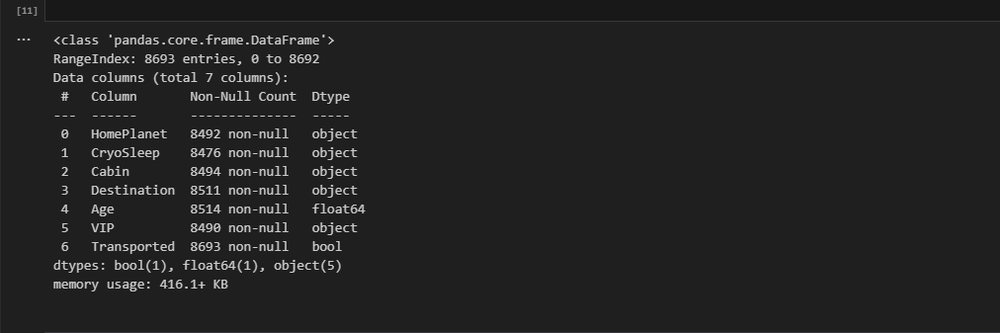 [11]
... <class 'pandas.core.frame.DataFrame'>
RangeIndex: 8693 entries, 0 to 8692
Data columns (total 7 columns):
 #   Column       Non-Null Count  Dtype
---  ------       --------------  -----
 0   HomePlanet   8492 non-null   object
 1   CryoSleep    8476 non-null   object
 2   Cabin        8494 non-null   object
 3   Destination  8511 non-null   object
 4   Age          8514 non-null   float64
 5   VIP          8490 non-null   object
 6   Transported  8693 non-null   bool
dtypes: bool(1), float64(1), object(5)
memory usage: 416.1+ KB